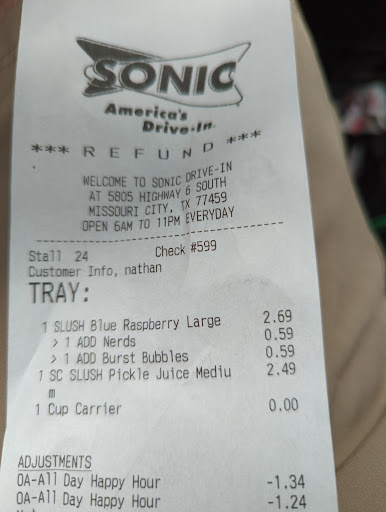 SONIC
America's
Drive-In
*** REFUND ***
WELCOME TO SONIC DRIVE-IN
AT 5805 HIGHWAY 6 SOUTH
MISSOURI CITY, TX 77459
OPEN 6AM TO 11PM EVERYDAY
Stall 24 Check #599
Customer Info, nathan
TRAY:
1 SLUSH Blue Raspberry Large 2.69
> 1 ADD Nerds 0.59
> 1 ADD Burst Bubbles 0.59
1 SC SLUSH Pickle Juice Mediu 2.49
m
1 Cup Carrier 0.00
ADJUSTMENTS
OA-All Day Happy Hour -1.34
OA-All Day Happy Hour -1.24